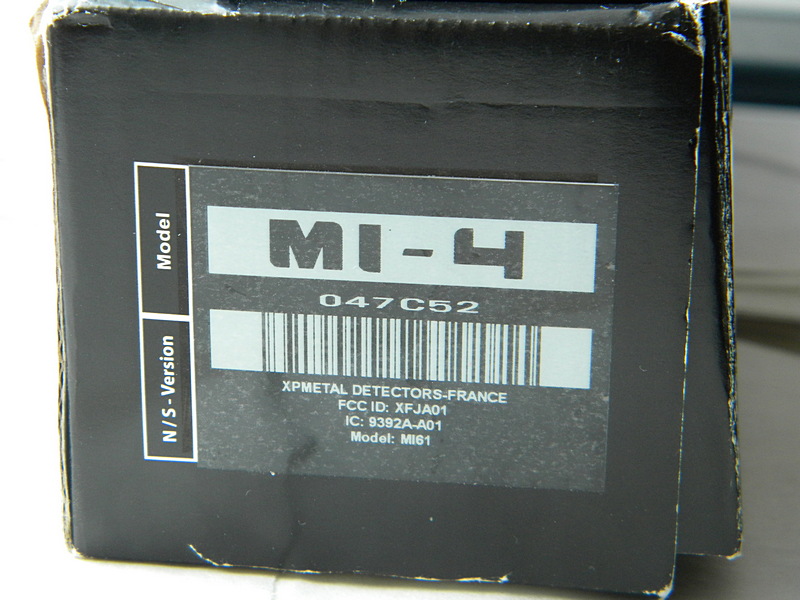 Model
MI-4
047C52
N/S-Version
XPMETAL DETECTORS-FRANCE
FCC ID: XFJA01
IC: 9392A-A01
Model: MI61